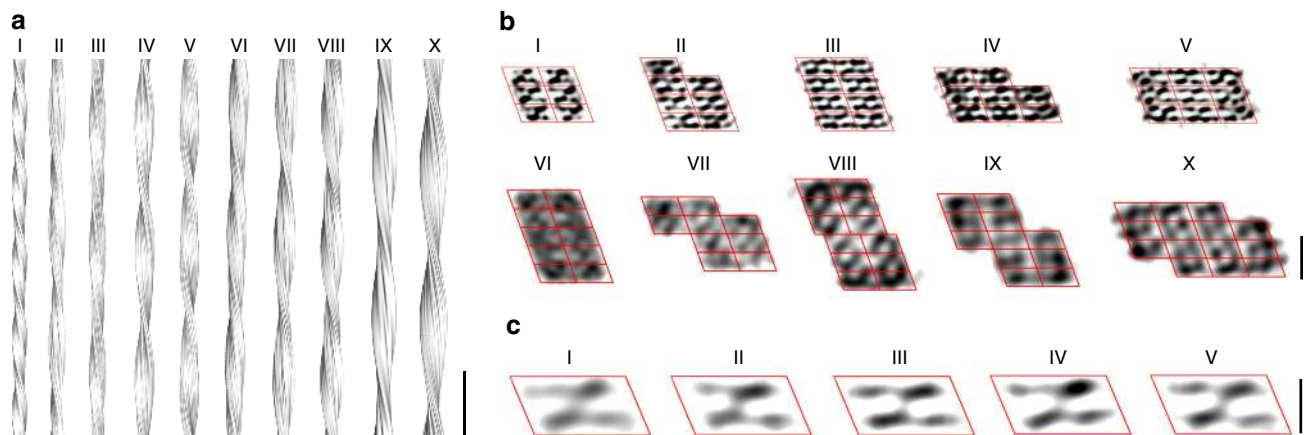 a
I II III IV V VI VII VIII IX X
b
I II III IV V
VI VII VIII IX X
c
I II III IV V